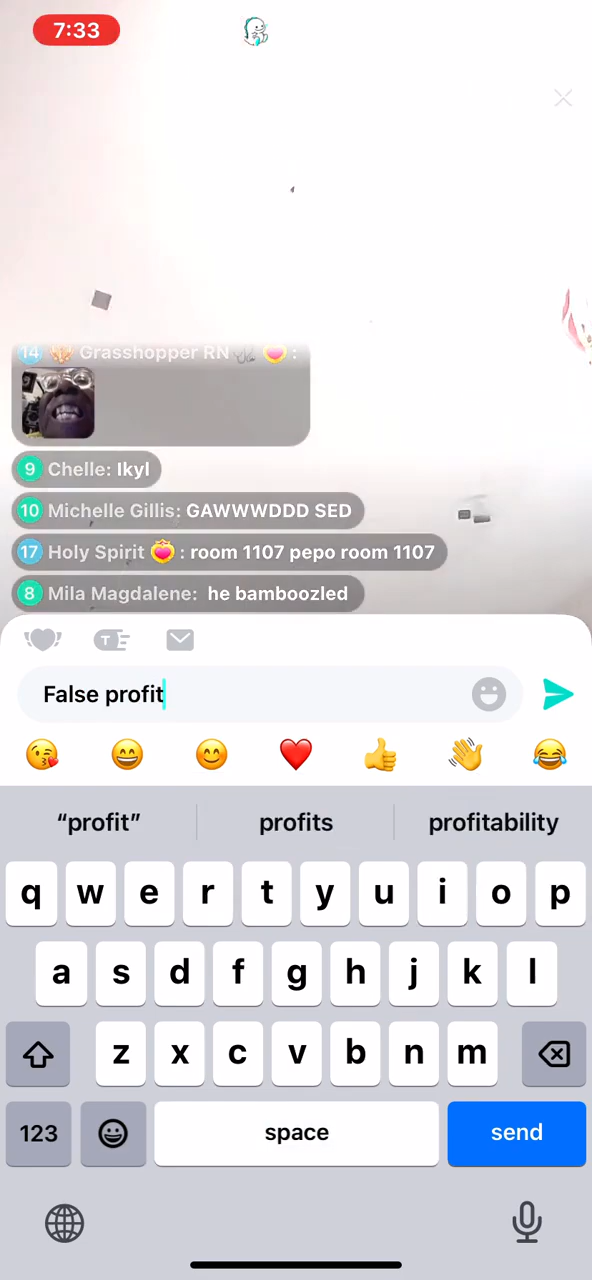 7:33
14 Grasshopper RN 💓 :
9 Chelle: Ikyl
10 Michelle Gillis: GAWWWDDD SED
17 Holy Spirit 💓 : room 1107 pepo room 1107
8 Mila Magdalene: he bamboozled
T
False profit
“profit” profits profitability
q w e r t y u i o p
a s d f g h j k l
z x c v b n m
123 space send